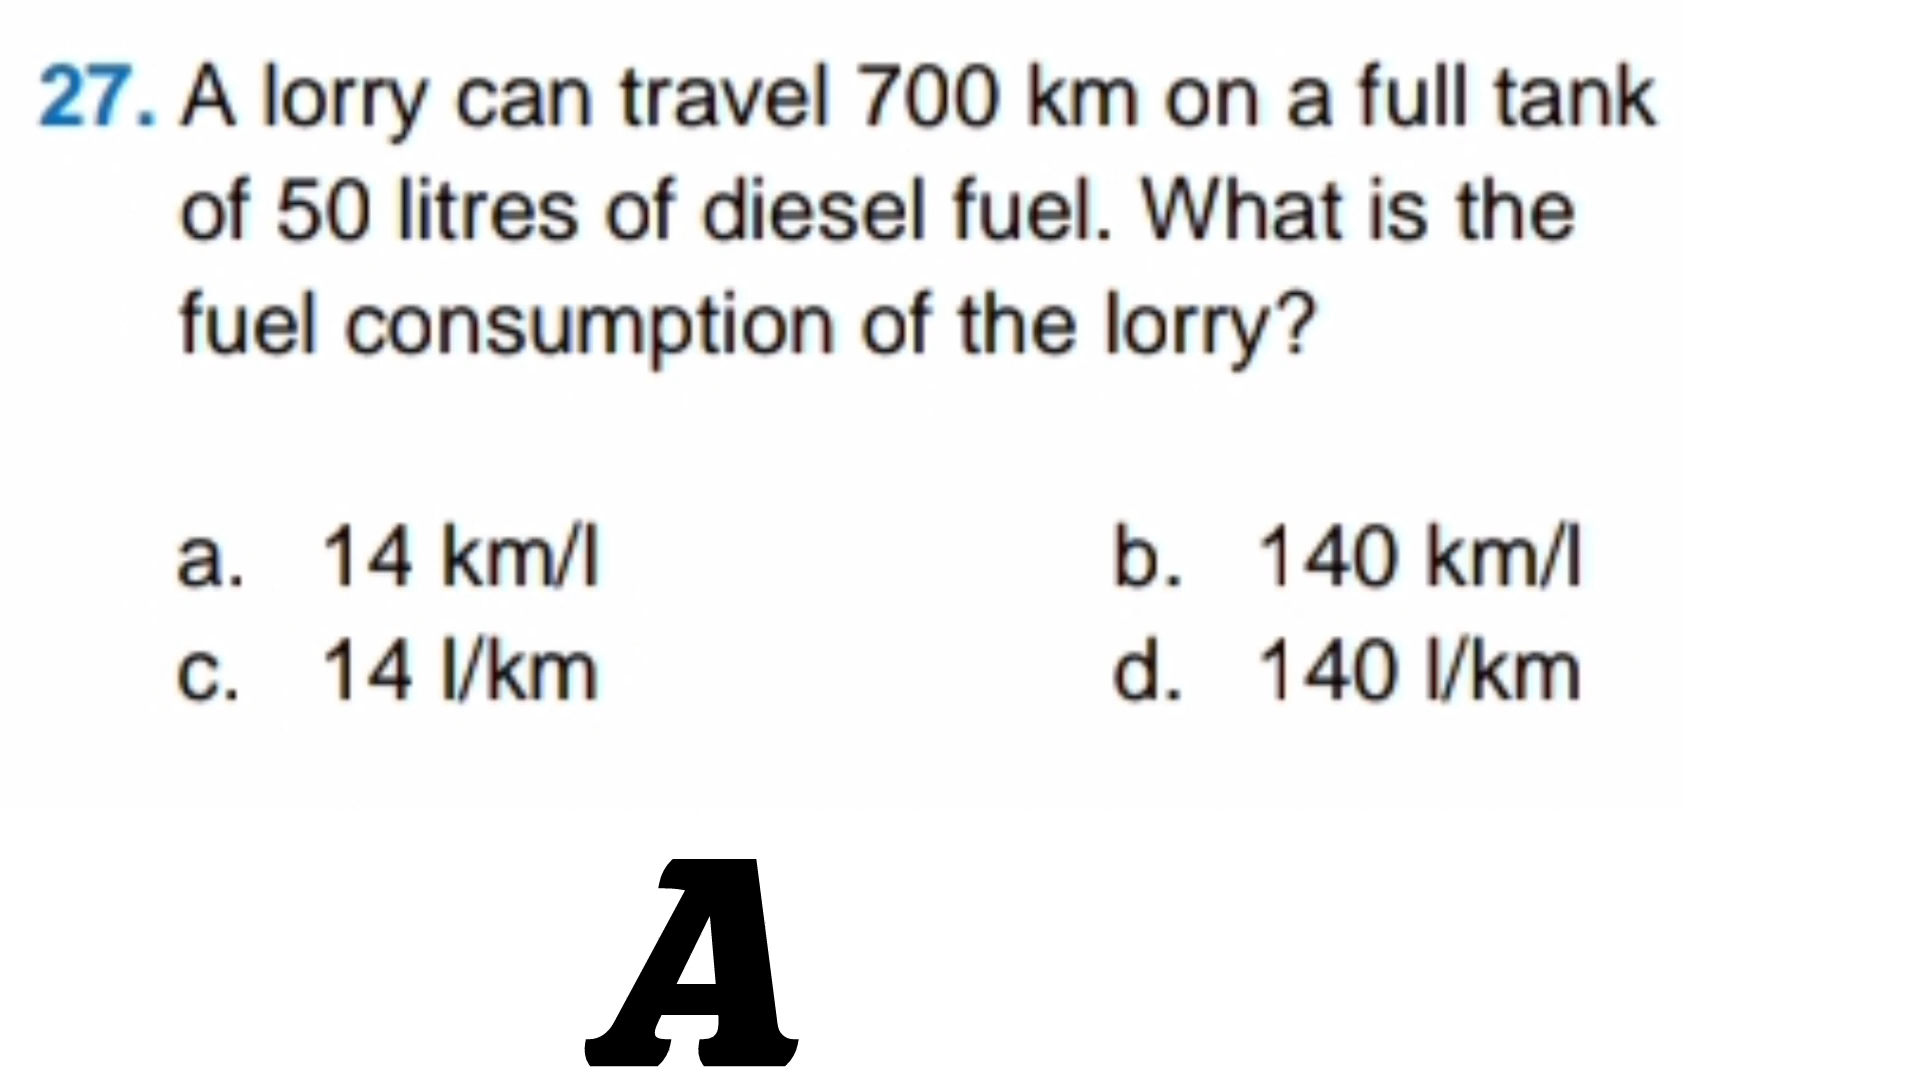 27. A lorry can travel 700 km on a full tank
of 50 litres of diesel fuel. What is the
fuel consumption of the lorry?
a. 14 km/l b. 140 km/l
c. 14 l/km d. 140 l/km
A